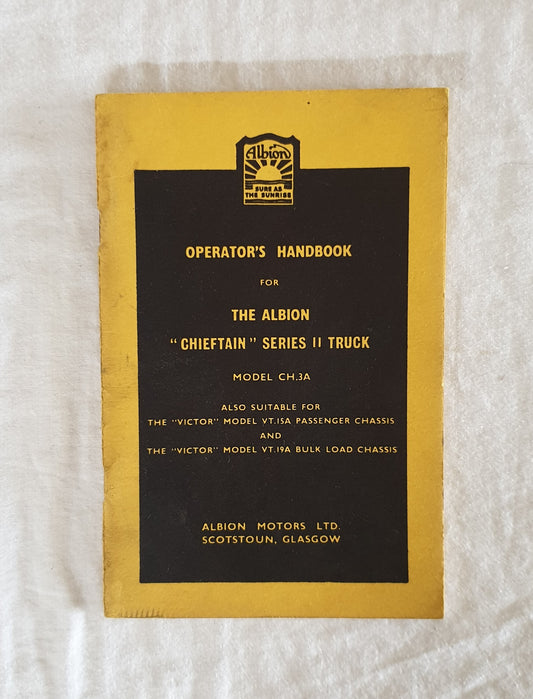 Albion
SURE AS
THE SUNRISE
OPERATOR'S HANDBOOK
FOR
THE ALBION
"CHIEFTAIN" SERIES II TRUCK
MODEL CH.3A
ALSO SUITABLE FOR
THE "VICTOR" MODEL VT.15A PASSENGER CHASSIS
AND
THE "VICTOR" MODEL VT.19A BULK LOAD CHASSIS
ALBION MOTORS LTD.
SCOTSTOUN, GLASGOW